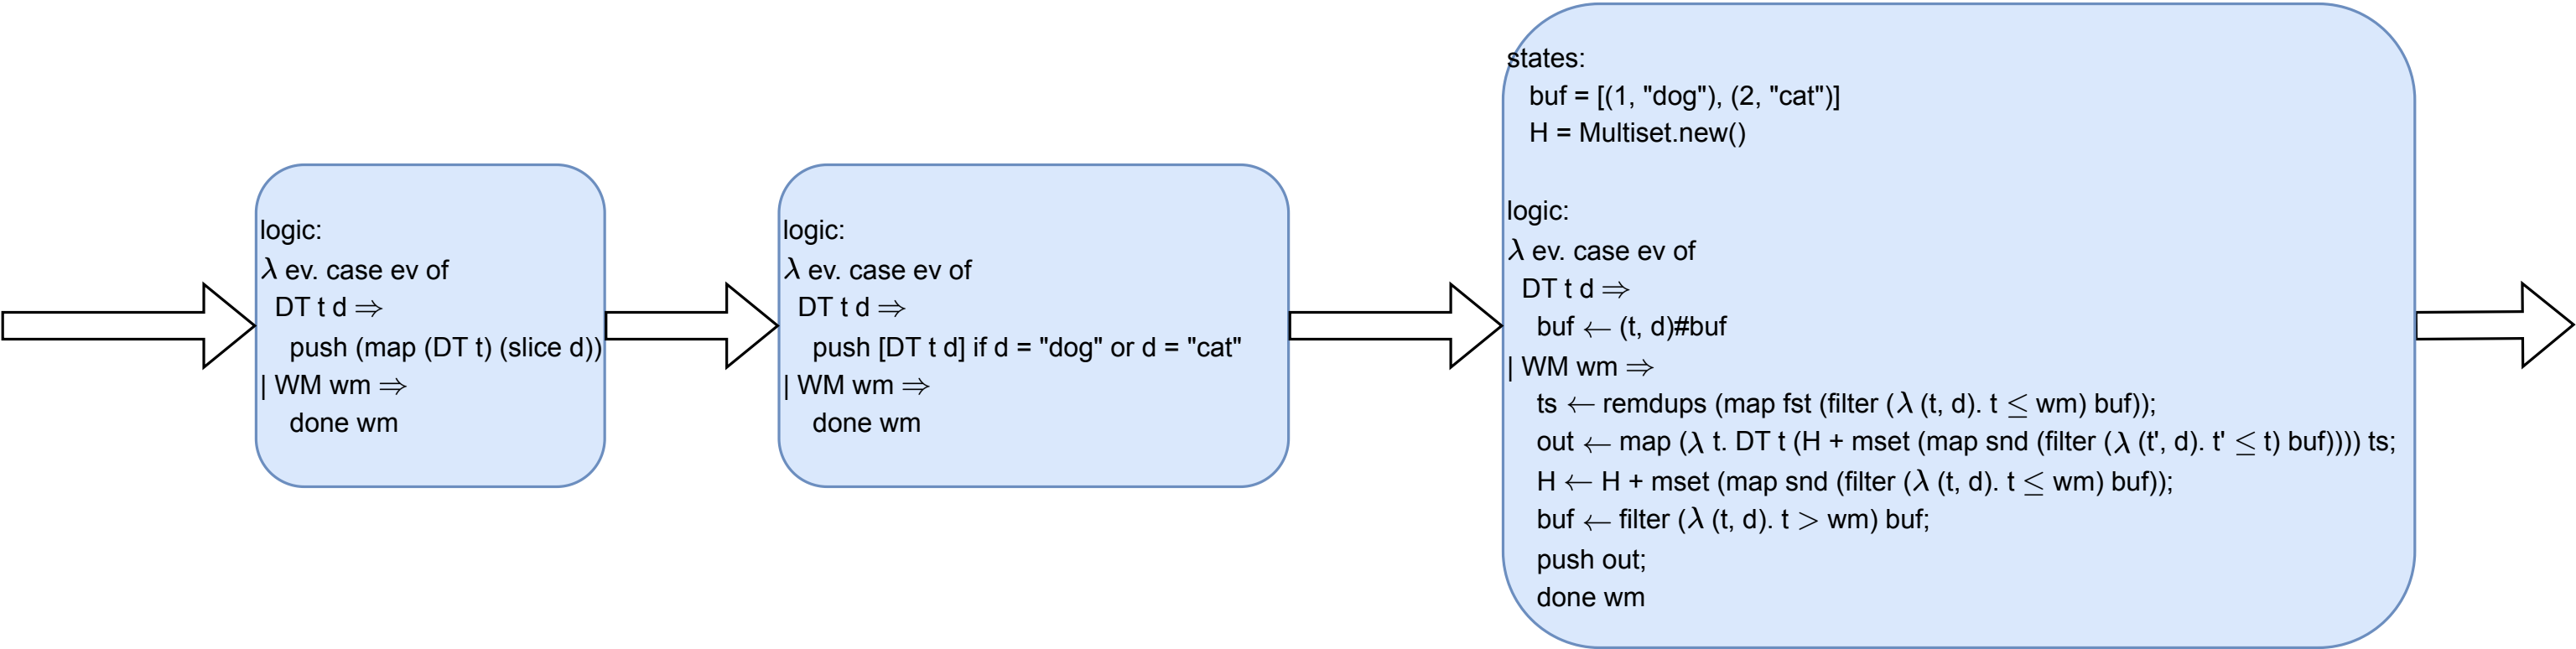 logic:
λ ev. case ev of
DT t d ⇒
push (map (DT t) (slice d))
| WM wm ⇒
done wm
logic:
λ ev. case ev of
DT t d ⇒
push [DT t d] if d = "dog" or d = "cat"
| WM wm ⇒
done wm
states:
buf = [(1, "dog"), (2, "cat")]
H = Multiset.new()
logic:
λ ev. case ev of
DT t d ⇒
buf ← (t, d)#buf
| WM wm ⇒
ts ← remdups (map fst (filter (λ (t, d). t ≤ wm) buf));
out ← map (λ t. DT t (H + mset (map snd (filter (λ (t', d). t' ≤ t) buf)))) ts;
H ← H + mset (map snd (filter (λ (t, d). t ≤ wm) buf));
buf ← filter (λ (t, d). t > wm) buf;
push out;
done wm